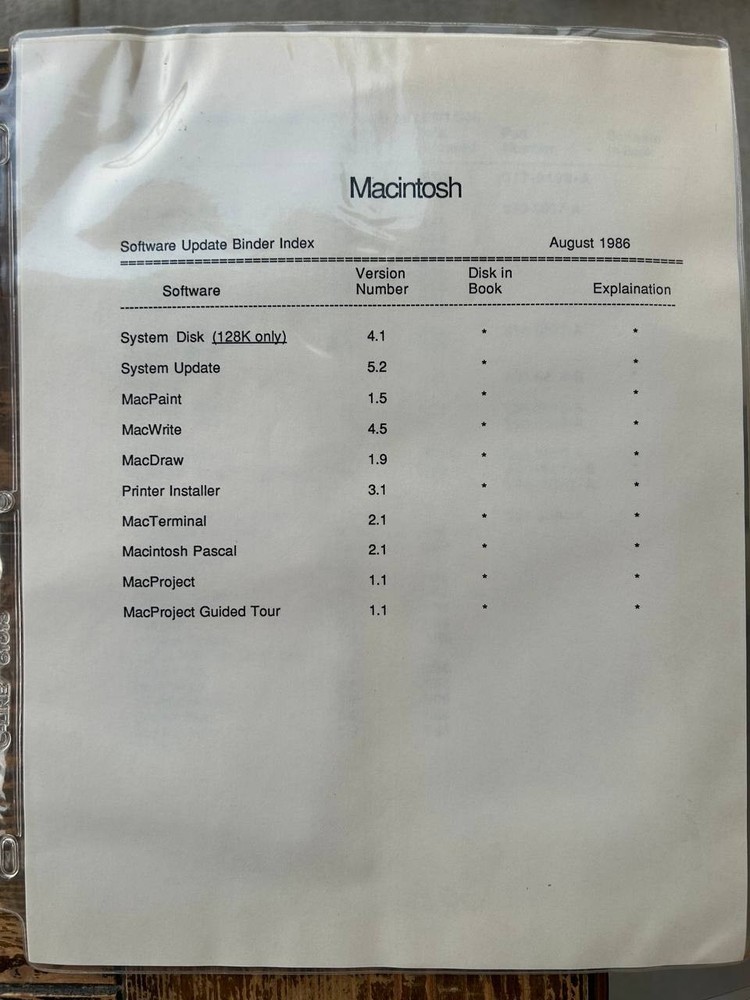 Macintosh
Software Update Binder Index August 1986
==================================================================
Software Version Number Disk in Book Explaination
------------------------------------------------------------------
System Disk (128K only) 4.1 * *
System Update 5.2 * *
MacPaint 1.5 * *
MacWrite 4.5 * *
MacDraw 1.9 * *
Printer Installer 3.1 * *
MacTerminal 2.1 * *
Macintosh Pascal 2.1 * *
MacProject 1.1 * *
MacProject Guided Tour 1.1 * *